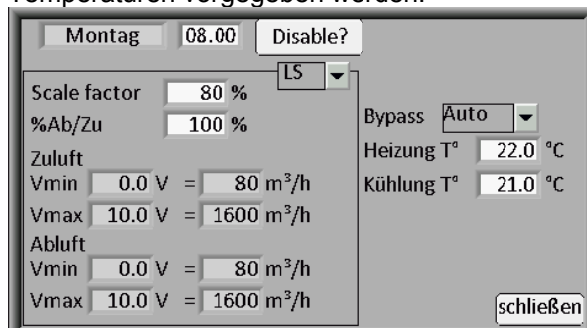 Temperaturen vorgegeben werden.
Montag 08.00 Disable?
LS
Scale factor 80 %
%Ab/Zu 100 %
Zuluft
Vmin 0.0 V = 80 m³/h
Vmax 10.0 V = 1600 m³/h
Abluft
Vmin 0.0 V = 80 m³/h
Vmax 10.0 V = 1600 m³/h
Bypass Auto
Heizung Tª 22.0 °C
Kühlung Tª 21.0 °C
schließen